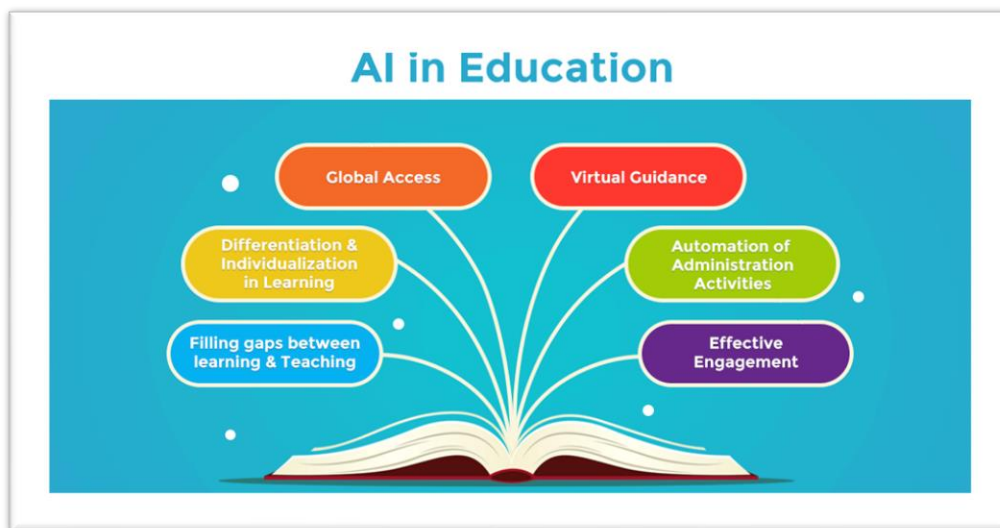 AI in Education
Global Access
Virtual Guidance
Differentiation &
Individualization
in Learning
Automation of
Administration
Activities
Filling gaps between
learning & Teaching
Effective
Engagement